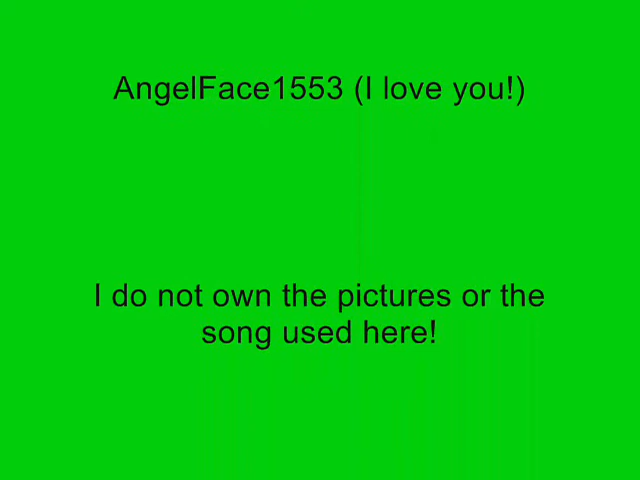 AngelFace1553 (I love you!)
I do not own the pictures or the
song used here!